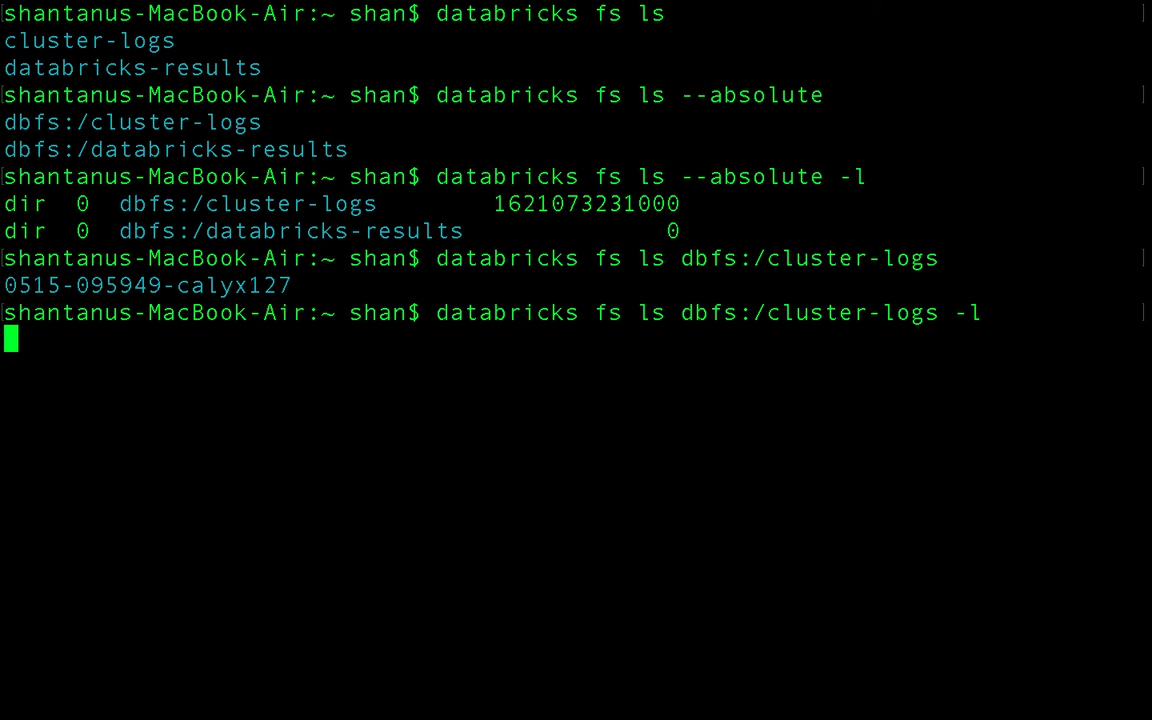 [shantanus-MacBook-Air:~ shan$ databricks fs ls ]
cluster-logs
databricks-results
[shantanus-MacBook-Air:~ shan$ databricks fs ls --absolute ]
dbfs:/cluster-logs
dbfs:/databricks-results
[shantanus-MacBook-Air:~ shan$ databricks fs ls --absolute -l ]
dir  0  dbfs:/cluster-logs        1621073231000
dir  0  dbfs:/databricks-results              0
[shantanus-MacBook-Air:~ shan$ databricks fs ls dbfs:/cluster-logs ]
0515-095949-calyx127
[shantanus-MacBook-Air:~ shan$ databricks fs ls dbfs:/cluster-logs -l ]